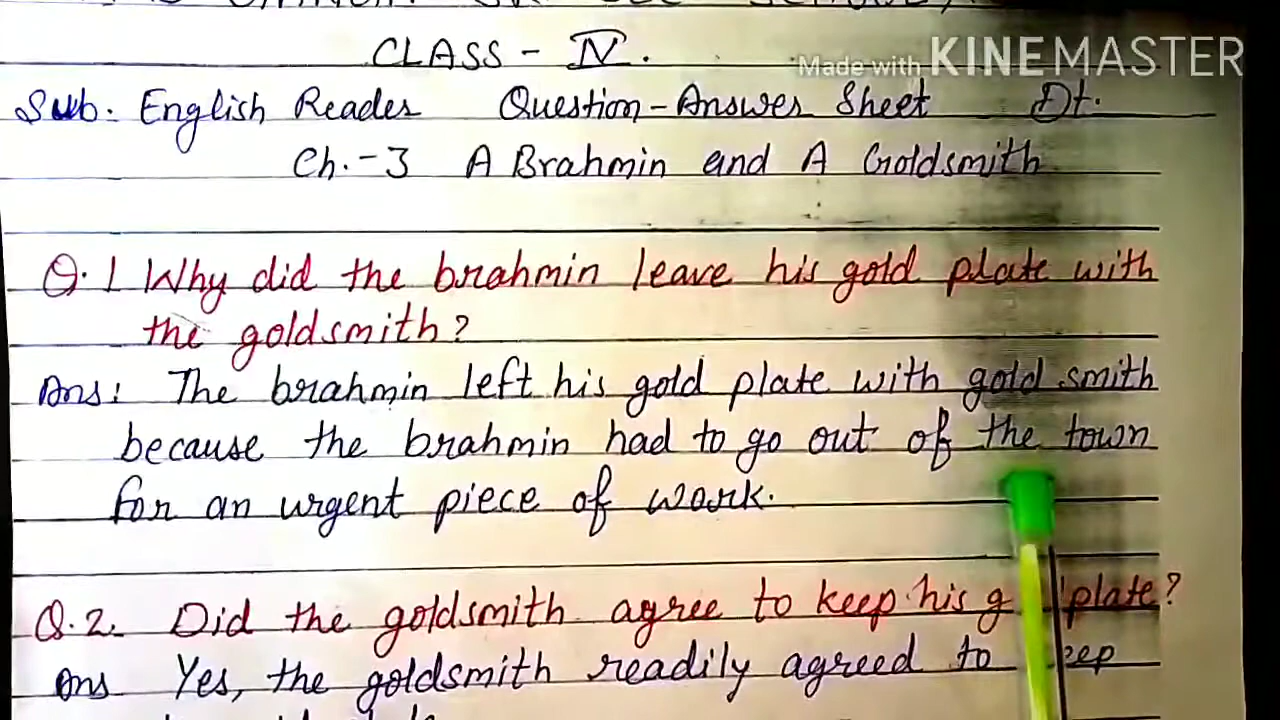 CLASS - IV.
Made with KINEMASTER
Sub. English Reader Question-Answer Sheet Dt.
Ch.-3 A Brahmin and A Goldsmith
Q.1 Why did the brahmin leave his gold plate with
the goldsmith?
Ans: The brahmin left his gold plate with gold smith
because the brahmin had to go out of the town
for an urgent piece of work.
Q.2. Did the goldsmith agree to keep his plate?
Ans Yes, the goldsmith readily agreed to